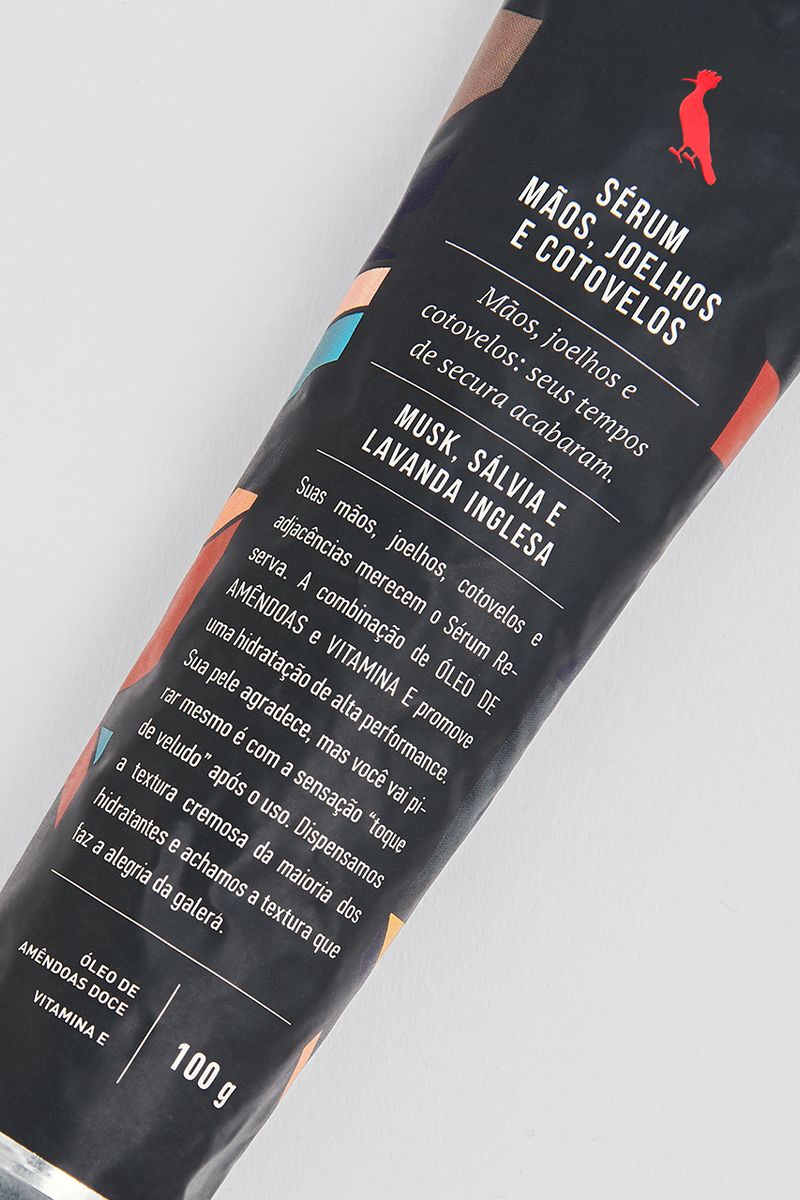 SÉRUM
MÃOS, JOELHOS
E COTOVELOS
Mãos, joelhos e
cotovelos: seus tempos
de secura acabaram.
MUSK, SÁLVIA E
LAVANDA INGLESA
Suas mãos, joelhos, cotovelos e
adjacências merecem o Sérum Re-
serva. A combinação de ÓLEO DE
AMÊNDOAS e VITAMINA E promove
uma hidratação de alta performance.
Sua pele agradece, mas você vai pi-
rar mesmo é com a sensação “toque
de veludo” após o uso. Dispensamos
a textura cremosa da maioria dos
hidratantes e achamos a textura que
faz a alegria da galera.
ÓLEO DE
AMÊNDOAS DOCE
VITAMINA E
100 g